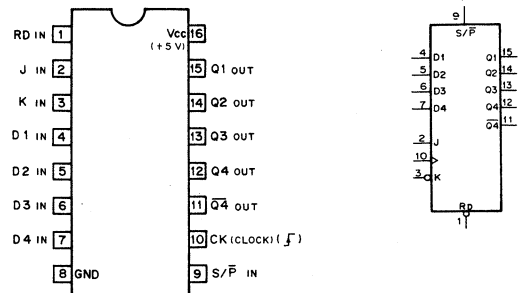 RD IN 1
J IN 2
K IN 3
D1 IN 4
D2 IN 5
D3 IN 6
D4 IN 7
8 GND
Vcc 16
(+5V)
15 Q1 OUT
14 Q2 OUT
13 Q3 OUT
12 Q4 OUT
11 Q̅4̅ OUT
10 CK (CLOCK) ( )
9 S/P̅ IN
9
S/P̅
4 D1 Q1 15
5 D2 Q2 14
6 D3 Q3 13
7 D4 Q4 12
Q̅4̅ 11
2 J
10
3 K
RD
1